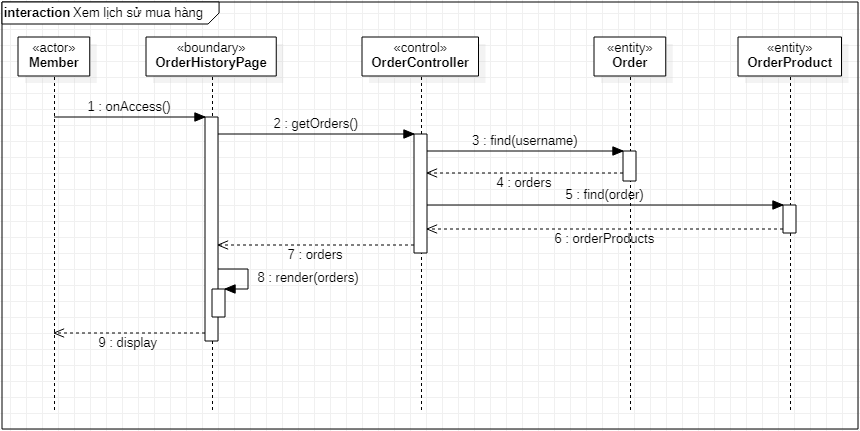 interaction Xem lịch sử mua hàng
«actor»
Member
«boundary»
OrderHistoryPage
«control»
OrderController
«entity»
Order
«entity»
OrderProduct
1 : onAccess()
2 : getOrders()
3 : find(username)
4 : orders
5 : find(order)
6 : orderProducts
7 : orders
8 : render(orders)
9 : display